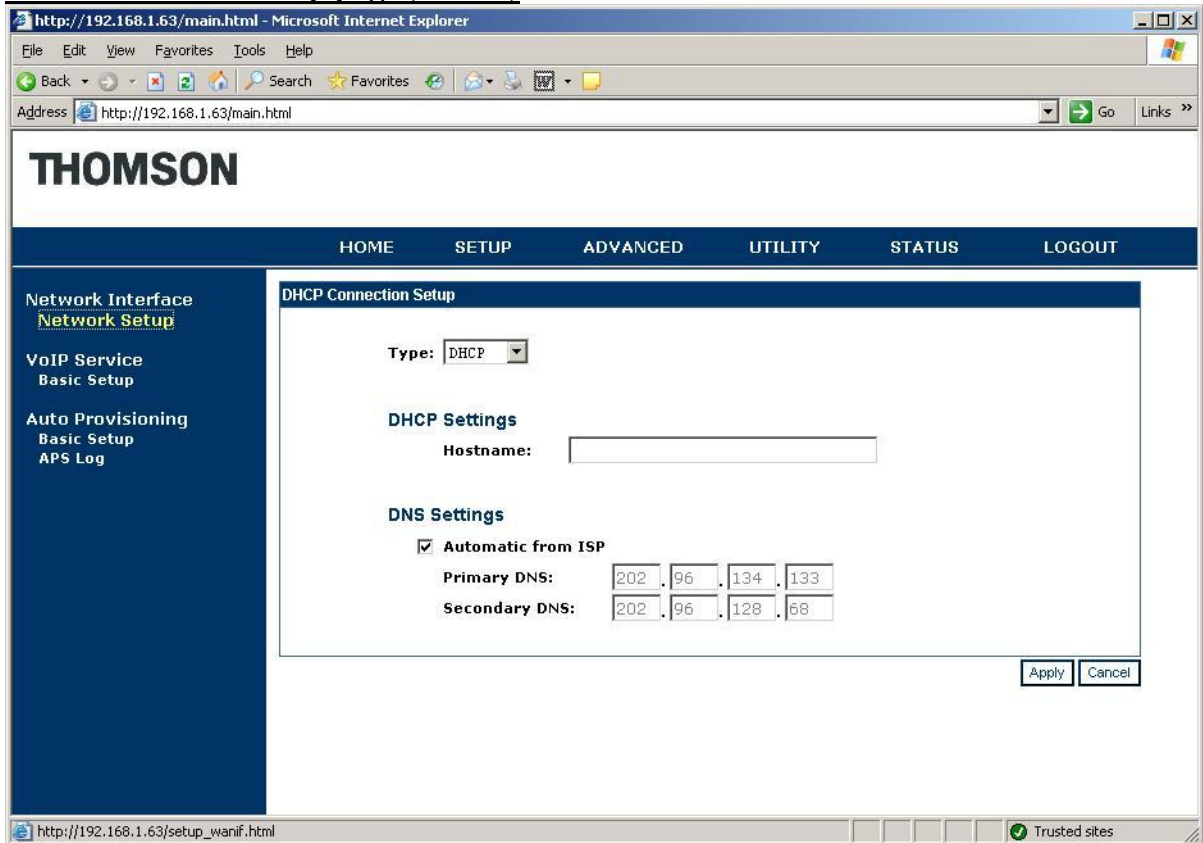 http://192.168.1.63/main.html - Microsoft Internet Explorer
File Edit View Favorites Tools Help
Back Search Favorites
Address http://192.168.1.63/main.html Go Links »
THOMSON
HOME SETUP ADVANCED UTILITY STATUS LOGOUT
Network Interface
Network Setup
VoIP Service
Basic Setup
Auto Provisioning
Basic Setup
APS Log
DHCP Connection Setup
Type: DHCP
DHCP Settings
Hostname:
DNS Settings
Automatic from ISP
Primary DNS: 202 . 96 . 134 . 133
Secondary DNS: 202 . 96 . 128 . 68
Apply Cancel
http://192.168.1.63/setup_wanif.html Trusted sites